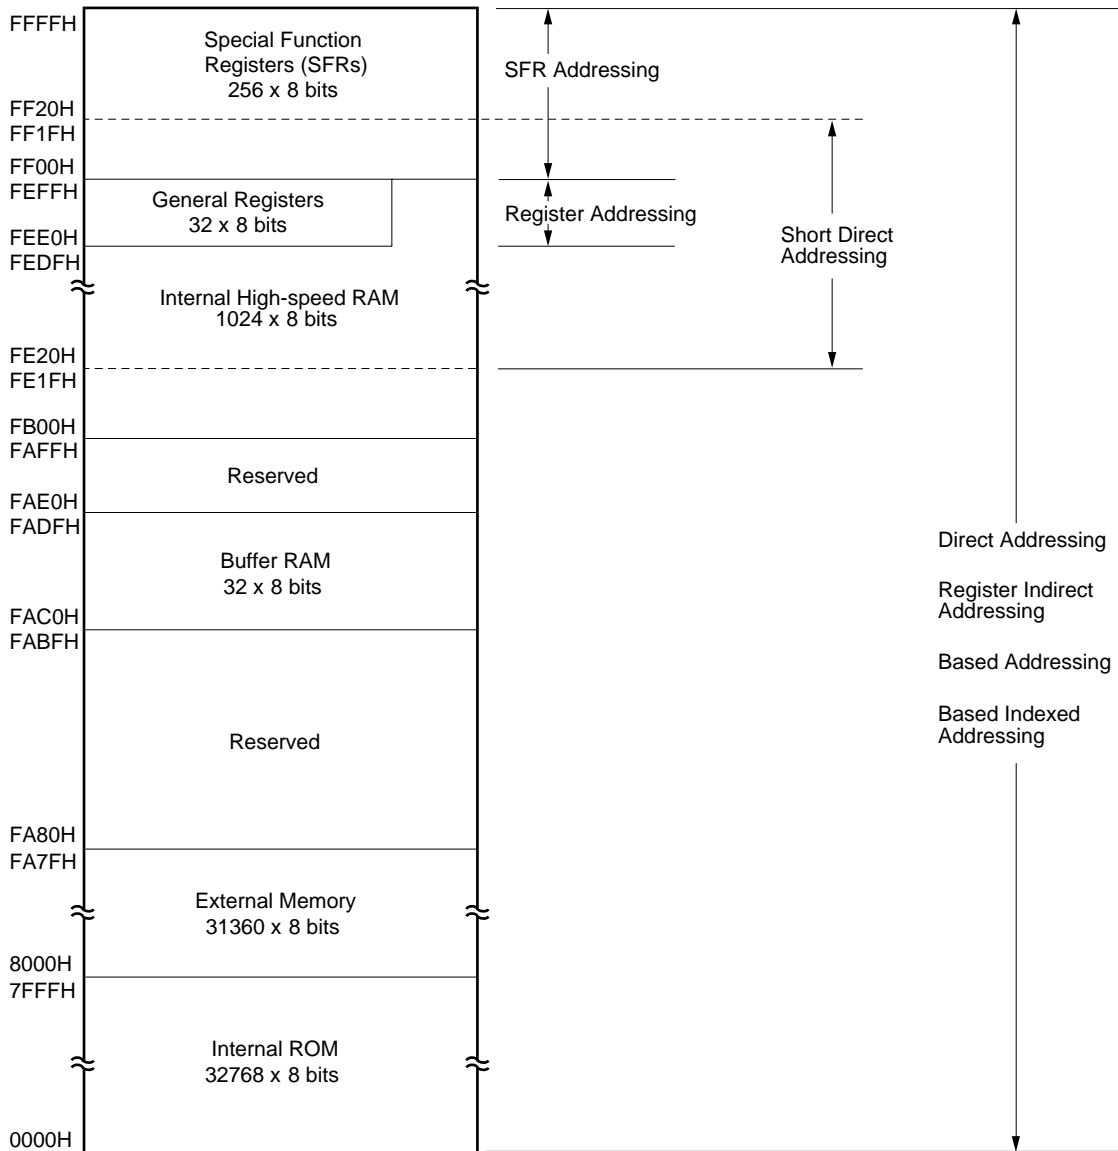 FFFFH
Special Function
Registers (SFRs)
256 x 8 bits
SFR Addressing
FF20H
FF1FH
FF00H
FEFFH
General Registers
32 x 8 bits
Register Addressing
Short Direct
Addressing
FEE0H
FEDFH
Internal High-speed RAM
1024 x 8 bits
FE20H
FE1FH
FB00H
FAFFH
Reserved
FAE0H
FADFH
Buffer RAM
32 x 8 bits
Direct Addressing
Register Indirect
Addressing
Based Addressing
Based Indexed
Addressing
FAC0H
FABFH
Reserved
FA80H
FA7FH
External Memory
31360 x 8 bits
8000H
7FFFH
Internal ROM
32768 x 8 bits
0000H